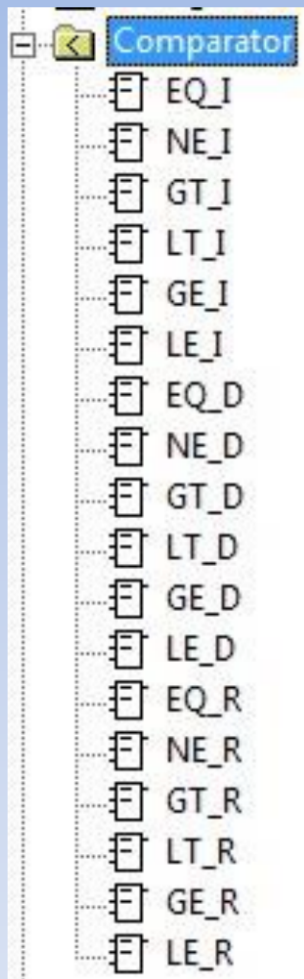 Comparator
EQ_I
NE_I
GT_I
LT_I
GE_I
LE_I
EQ_D
NE_D
GT_D
LT_D
GE_D
LE_D
EQ_R
NE_R
GT_R
LT_R
GE_R
LE_R